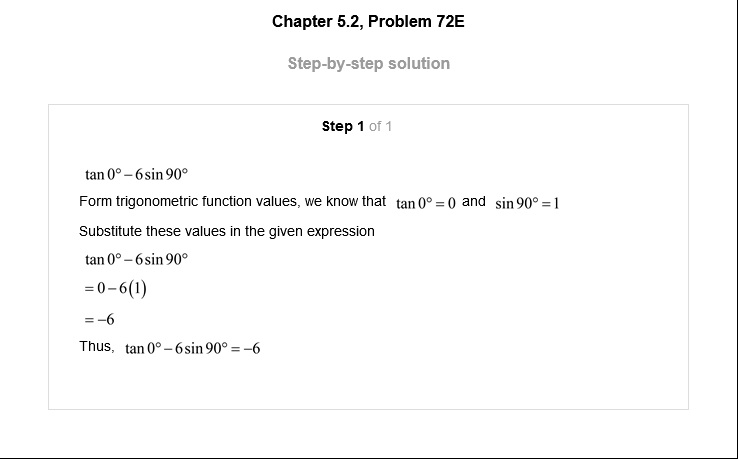 Chapter 5.2, Problem 72E
Step-by-step solution
Step 1 of 1
tan 0° – 6 sin 90°
Form trigonometric function values, we know that tan 0° = 0 and sin 90° = 1
Substitute these values in the given expression
tan 0° – 6 sin 90°
= 0 – 6(1)
= –6
Thus, tan 0° – 6 sin 90° = –6